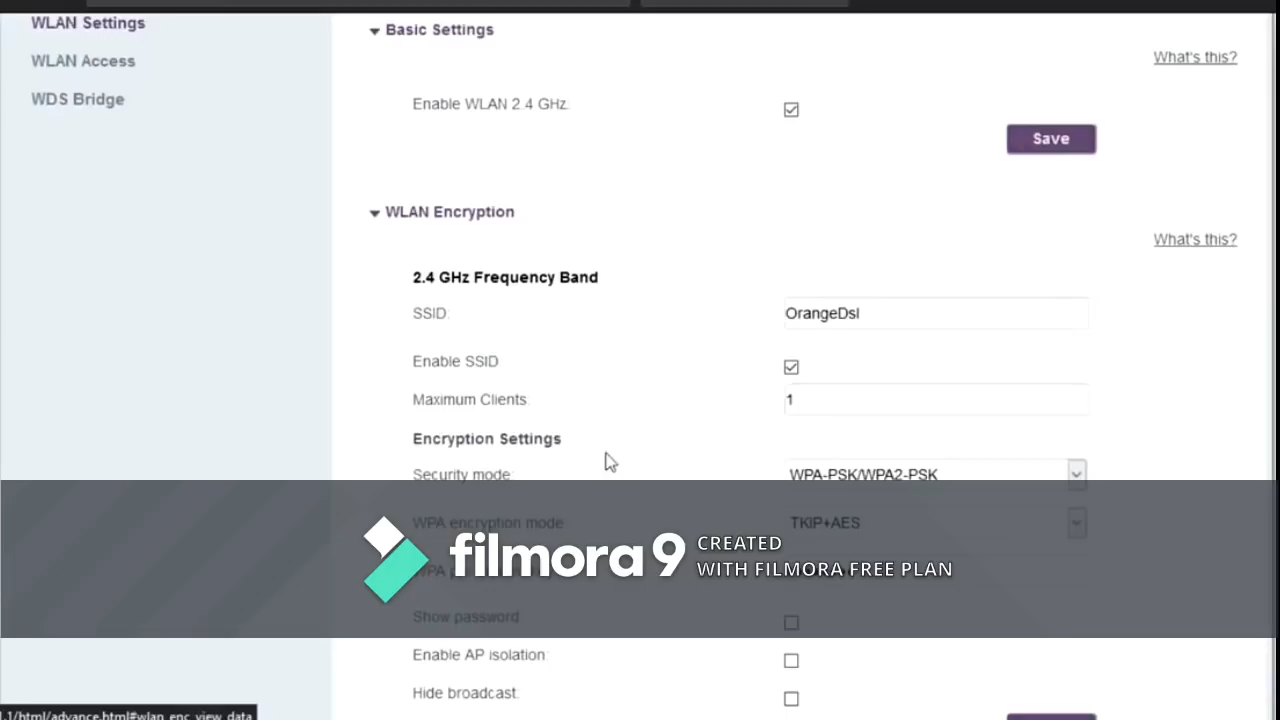 WLAN Settings
WLAN Access
WDS Bridge
Basic Settings
What's this?
Enable WLAN 2.4 GHz:
Save
WLAN Encryption
What's this?
2.4 GHz Frequency Band
SSID:
OrangeDsl
Enable SSID
Maximum Clients
1
Encryption Settings
Security mode:
WPA-PSK/WPA2-PSK
WPA encryption mode
TKIP+AES
filmora9
CREATED
WITH FILMORA FREE PLAN
Show password
Enable AP isolation:
Hide broadcast:
.1/html/advance.html#wlan_enc_view_data